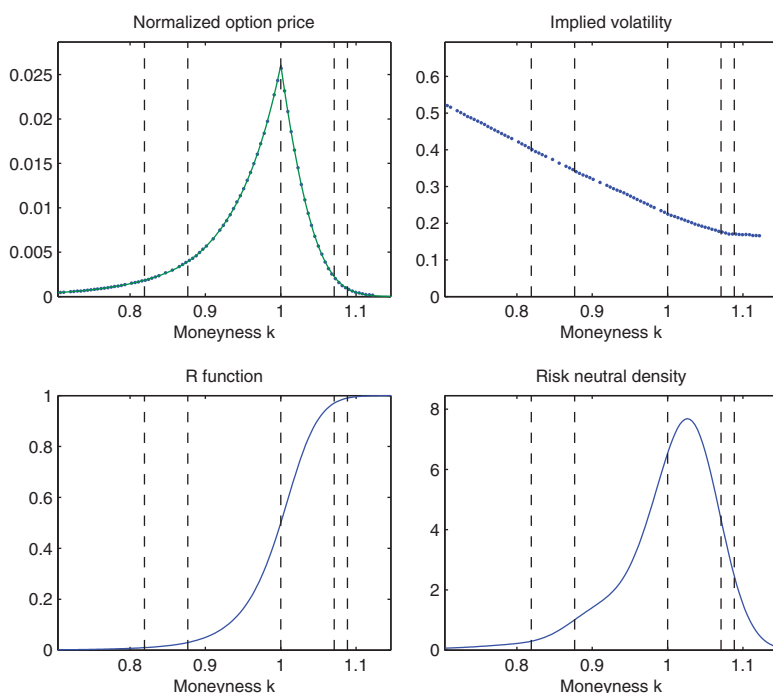 Normalized option price
0.025
0.02
0.015
0.01
0.005
0
0.8 0.9 1 1.1
Moneyness k
Implied volatility
0.6
0.5
0.4
0.3
0.2
0.1
0
0.8 0.9 1 1.1
Moneyness k
R function
1
0.8
0.6
0.4
0.2
0
0.8 0.9 1 1.1
Moneyness k
Risk neutral density
8
6
4
2
0
0.8 0.9 1 1.1
Moneyness k